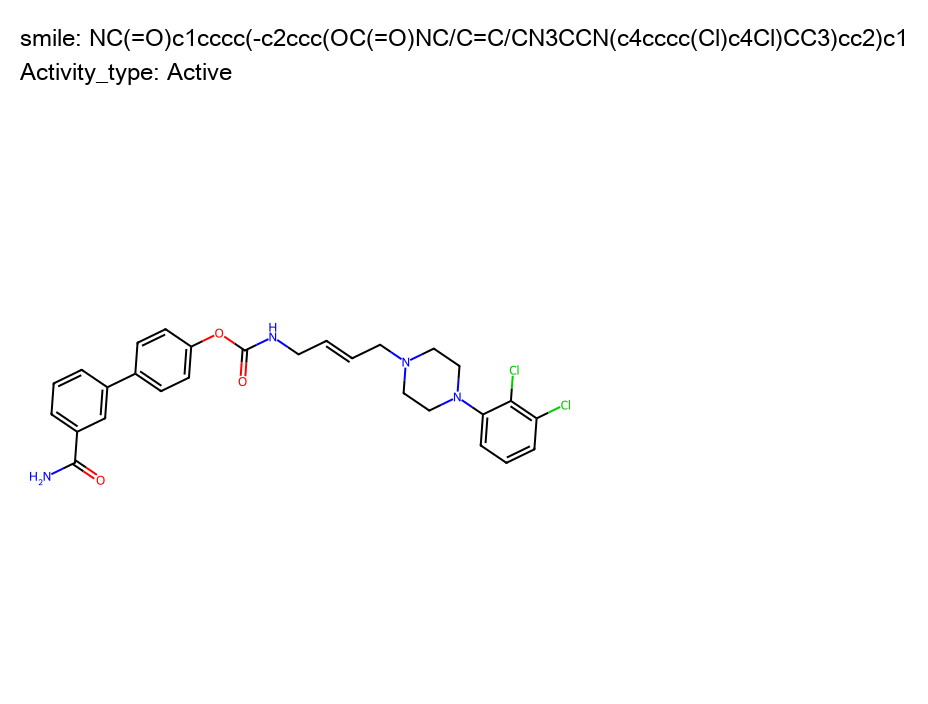 smile: NC(=O)c1cccc(-c2ccc(OC(=O)NC/C=C/CN3CCN(c4cccc(Cl)c4Cl)CC3)cc2)c1
Activity_type: Active
H
N
O
O
N
N
Cl
Cl
H2N
O